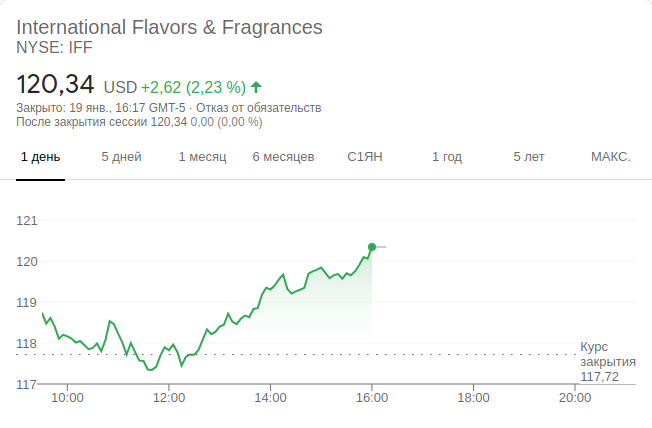 International Flavors & Fragrances
NYSE: IFF
120,34 USD +2,62 (2,23 %)
Закрыто: 19 янв., 16:17 GMT-5 · Отказ от обязательств
После закрытия сессии 120,34 0,00 (0,00 %)
1 день 5 дней 1 месяц 6 месяцев С1ЯН 1 год 5 лет МАКС.
121
120
119
118
117
Курс
закрытия
117,72
10:00 12:00 14:00 16:00 18:00 20:00